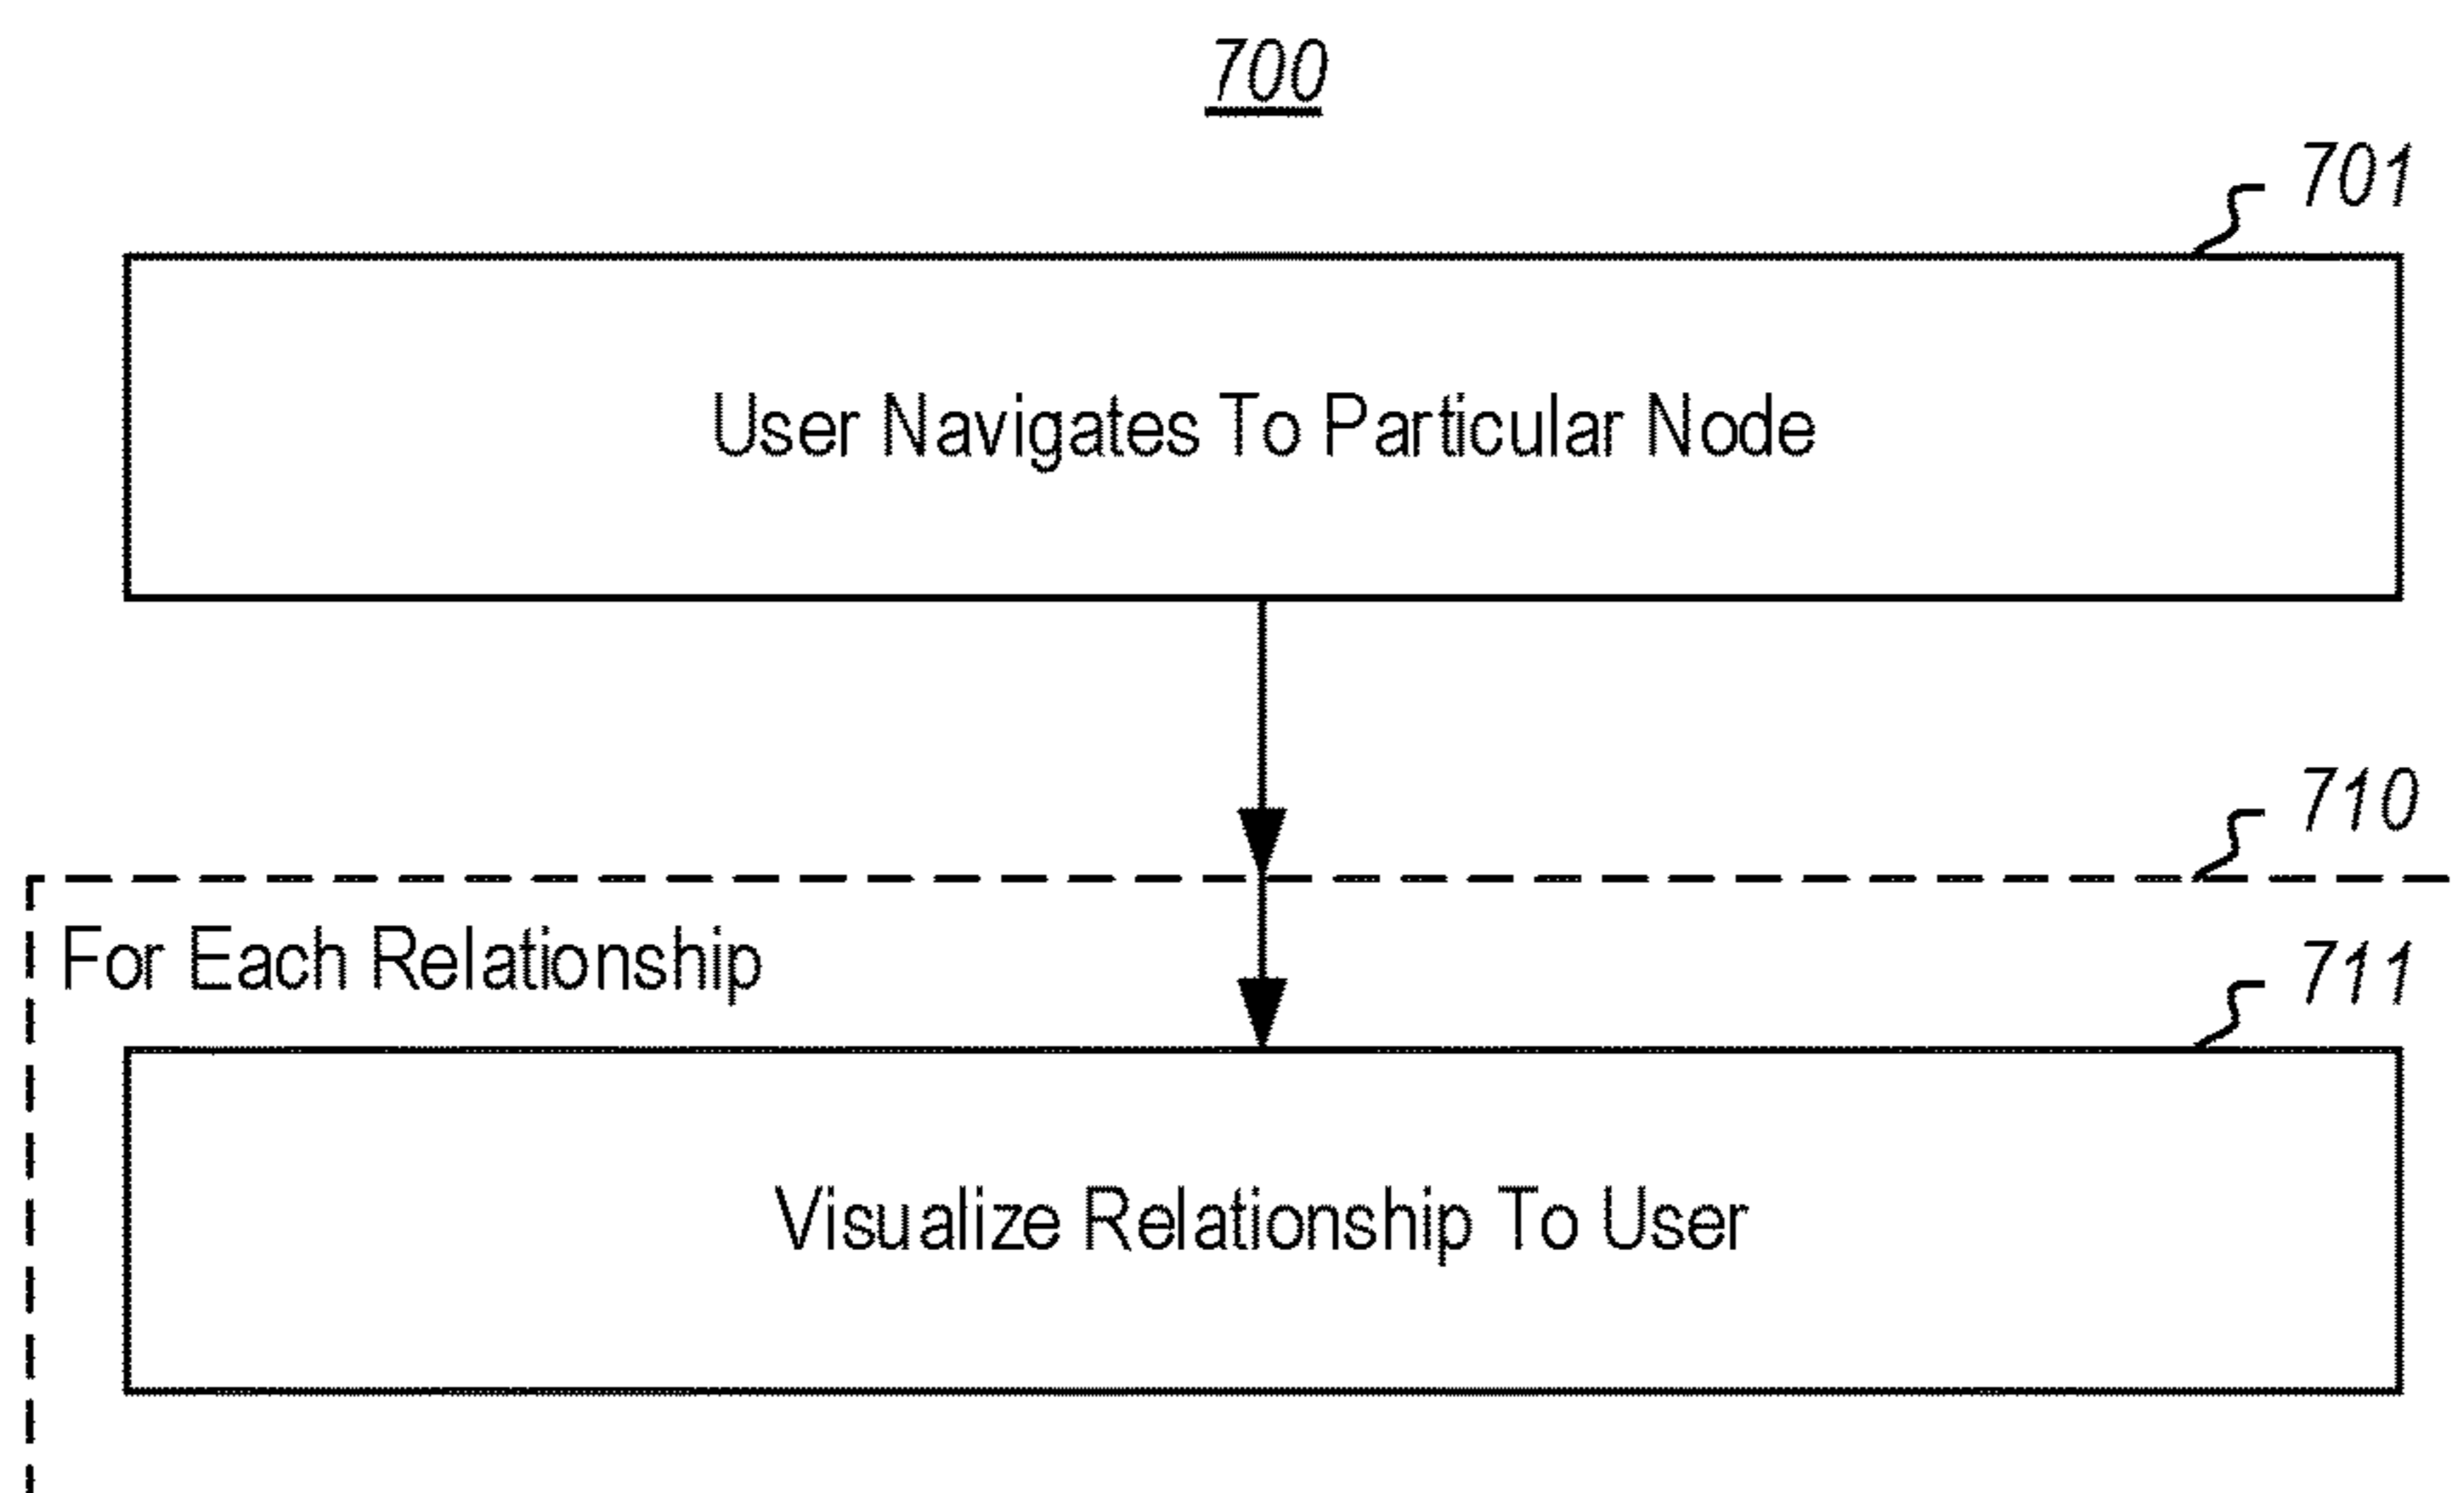 700
701
User Navigates To Particular Node
710
For Each Relationship
711
Visualize Relationship To User